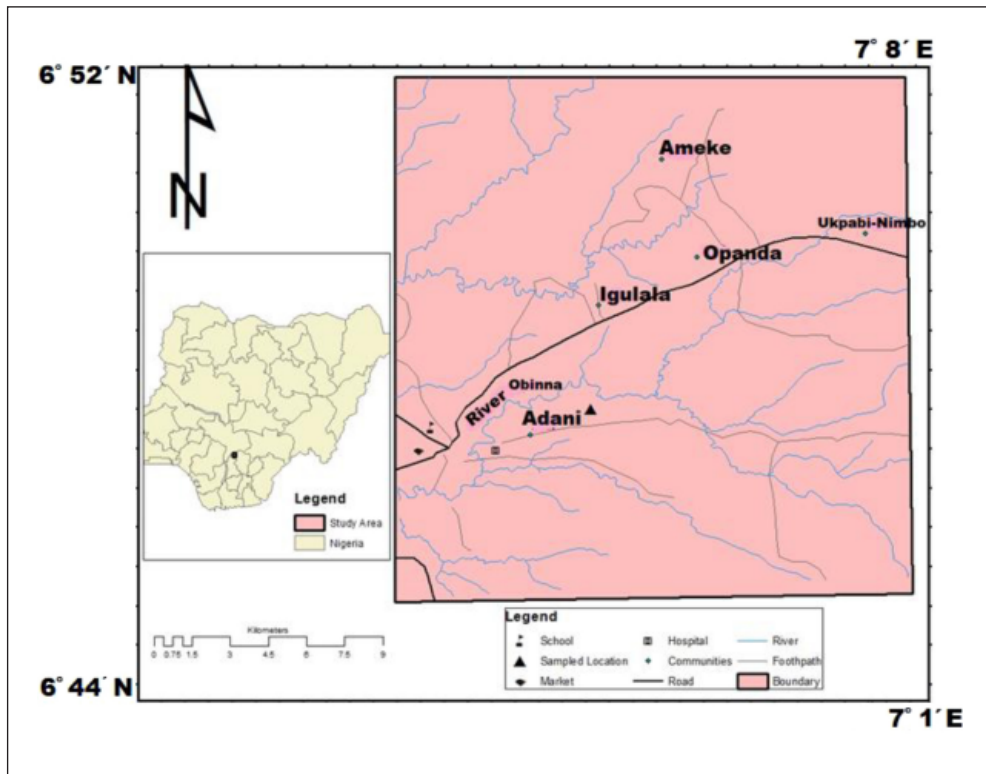 7° 8´ E
6° 52´ N
N
Ameke
Ukpabi-Nimbo
Opanda
Igulala
Obinna
River
Adani
Legend
Study Area
Nigeria
Kilometers
0 0.75 1.5 3 4.5 6 7.5 9
Legend
School
Hospital
River
Sampled Location
Communities
Footpath
Market
Road
Boundary
6° 44´ N
7° 1´ E